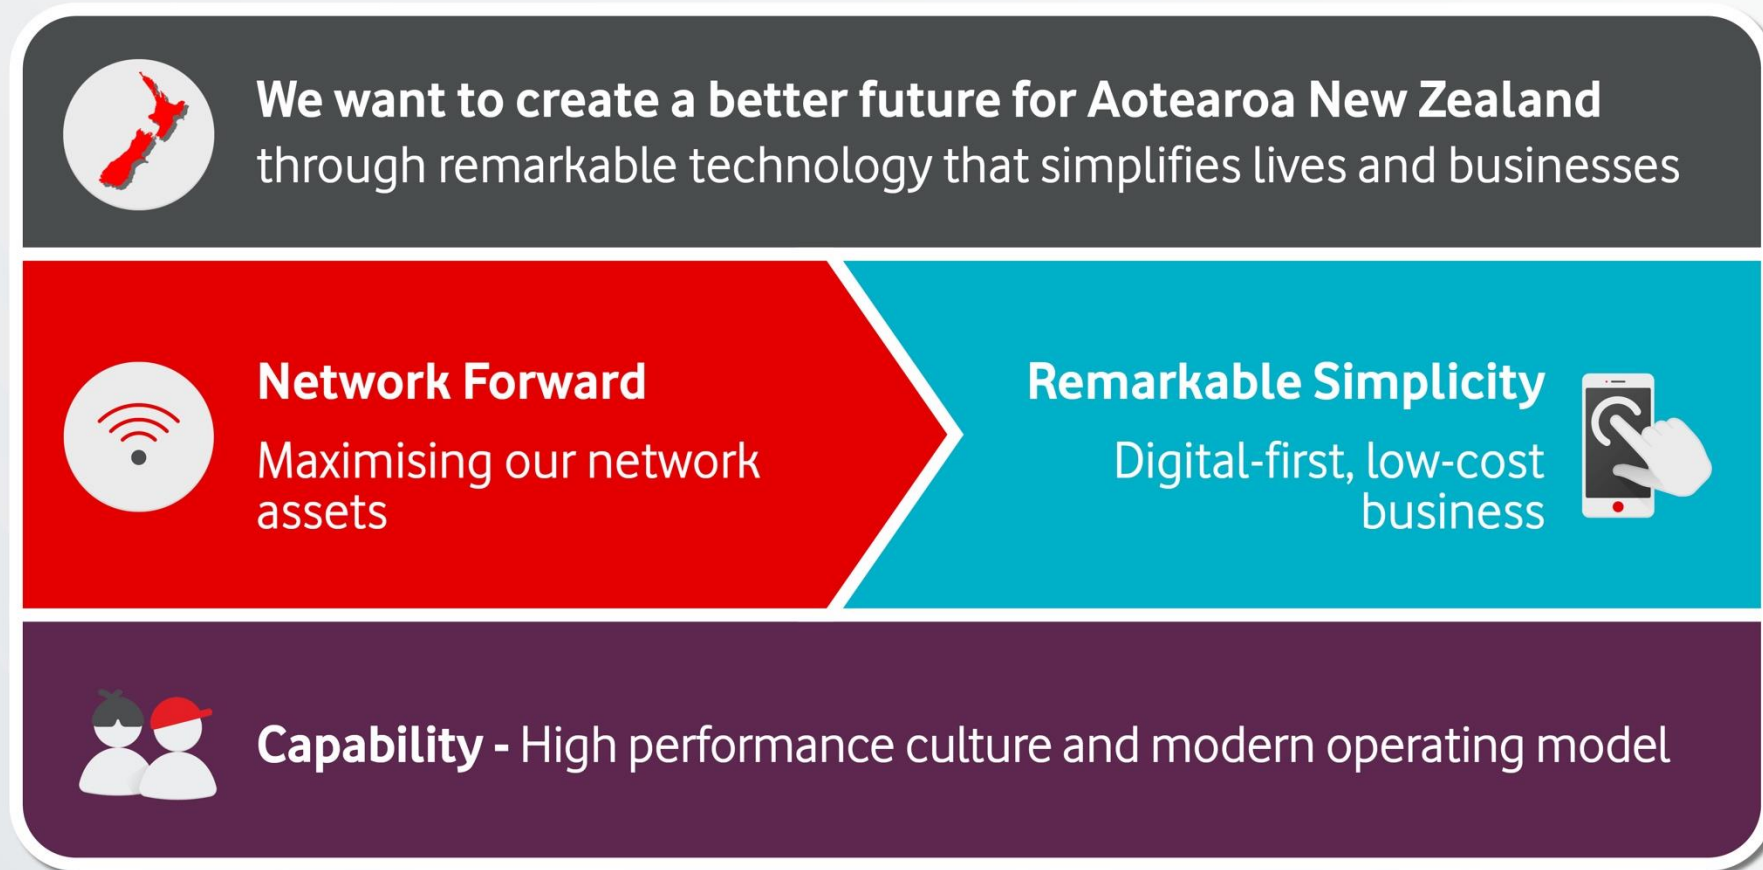 We want to create a better future for Aotearoa New Zealand
through remarkable technology that simplifies lives and businesses
Network Forward
Maximising our network
assets
Remarkable Simplicity
Digital-first, low-cost
business
Capability - High performance culture and modern operating model